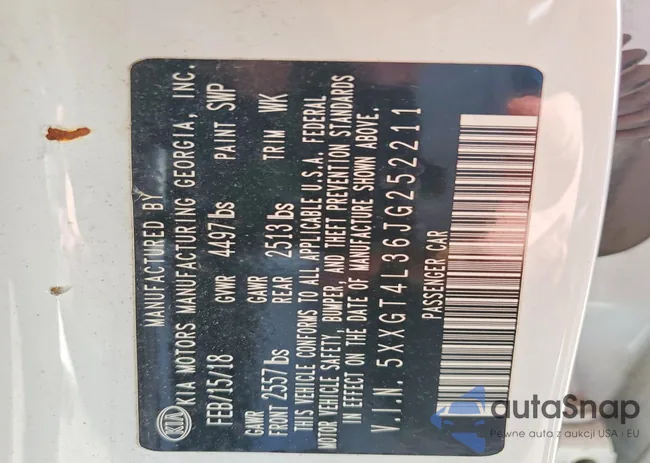 KIA
MANUFACTURED BY
KIA MOTORS MANUFACTURING GEORGIA, INC.
FEB/15/18 GVWR 4497lbs PAINT SWP
GAWR GAWR
FRONT 2557lbs REAR 2513lbs TRIM WK
THIS VEHICLE CONFORMS TO ALL APPLICABLE U.S.A. FEDERAL
MOTOR VEHICLE SAFETY, BUMPER, AND THEFT PREVENTION STANDARDS
IN EFFECT ON THE DATE OF MANUFACTURE SHOWN ABOVE.
V.I.N. 5XXGT4L36JG252211
PASSENGER CAR
autaSnap
Pewne auta z aukcji USA i EU